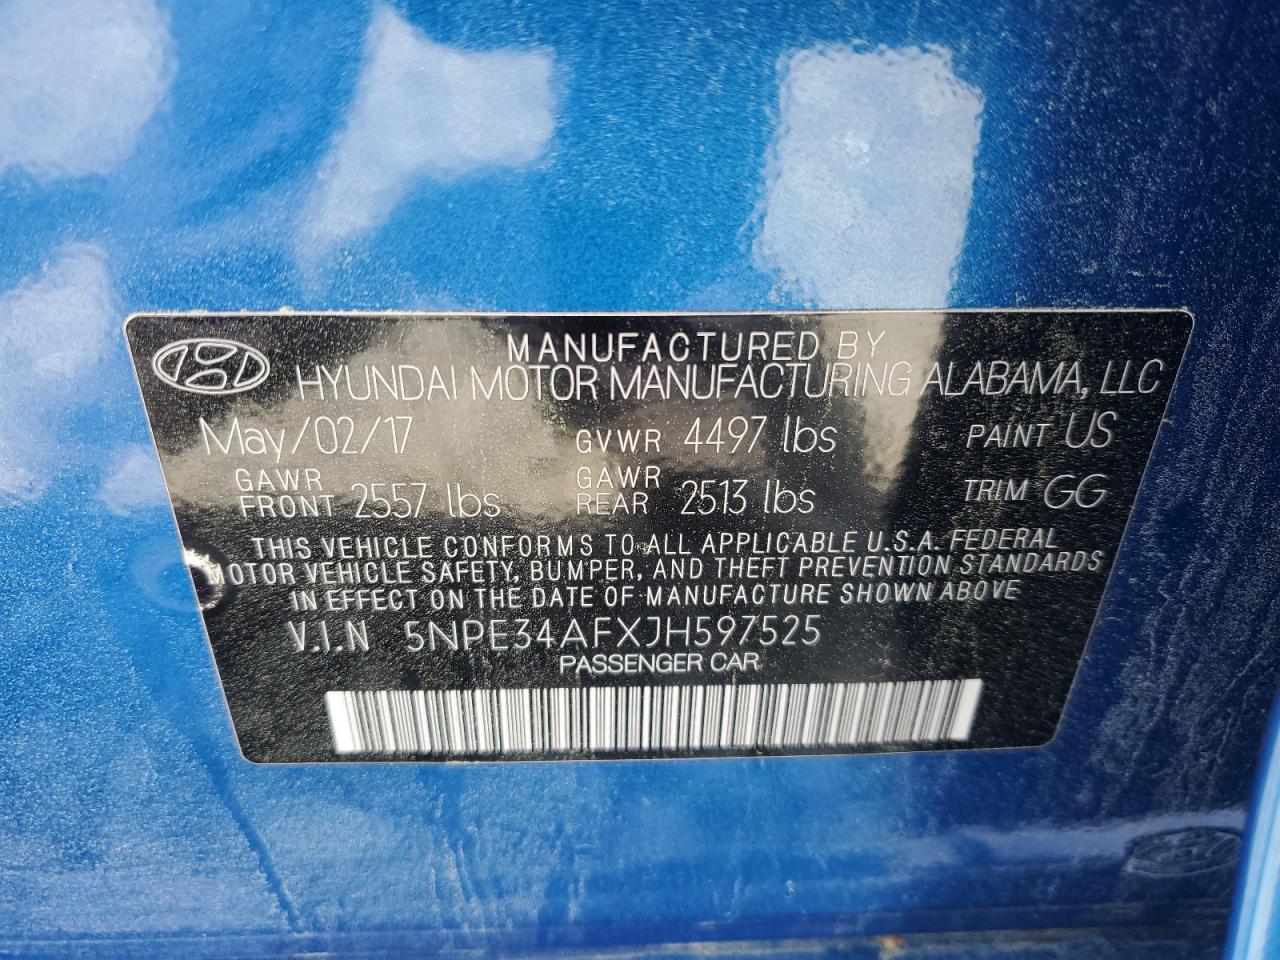 MANUFACTURED BY
HYUNDAI MOTOR MANUFACTURING ALABAMA, LLC
May/02/17 GVWR 4497 lbs PAINT US
GAWR FRONT 2557 lbs GAWR REAR 2513 lbs TRIM GG
THIS VEHICLE CONFORMS TO ALL APPLICABLE U.S.A. FEDERAL
MOTOR VEHICLE SAFETY, BUMPER, AND THEFT PREVENTION STANDARDS
IN EFFECT ON THE DATE OF MANUFACTURE SHOWN ABOVE
V.I.N 5NPE34AFXJH597525
PASSENGER CAR